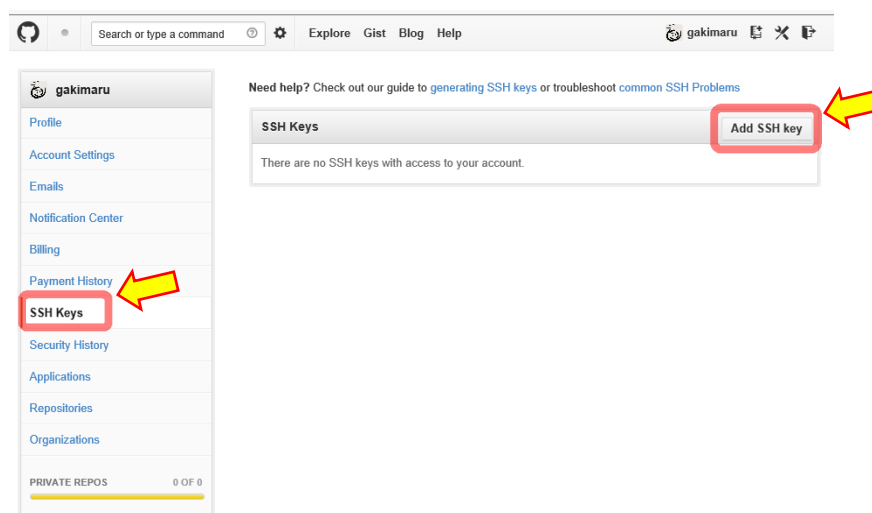 Search or type a command
Explore Gist Blog Help
gakimaru
gakimaru
Profile
Account Settings
Emails
Notification Center
Billing
Payment History
SSH Keys
Security History
Applications
Repositories
Organizations
PRIVATE REPOS 0 OF 0
Need help? Check out our guide to generating SSH keys or troubleshoot common SSH Problems
SSH Keys
Add SSH key
There are no SSH keys with access to your account.